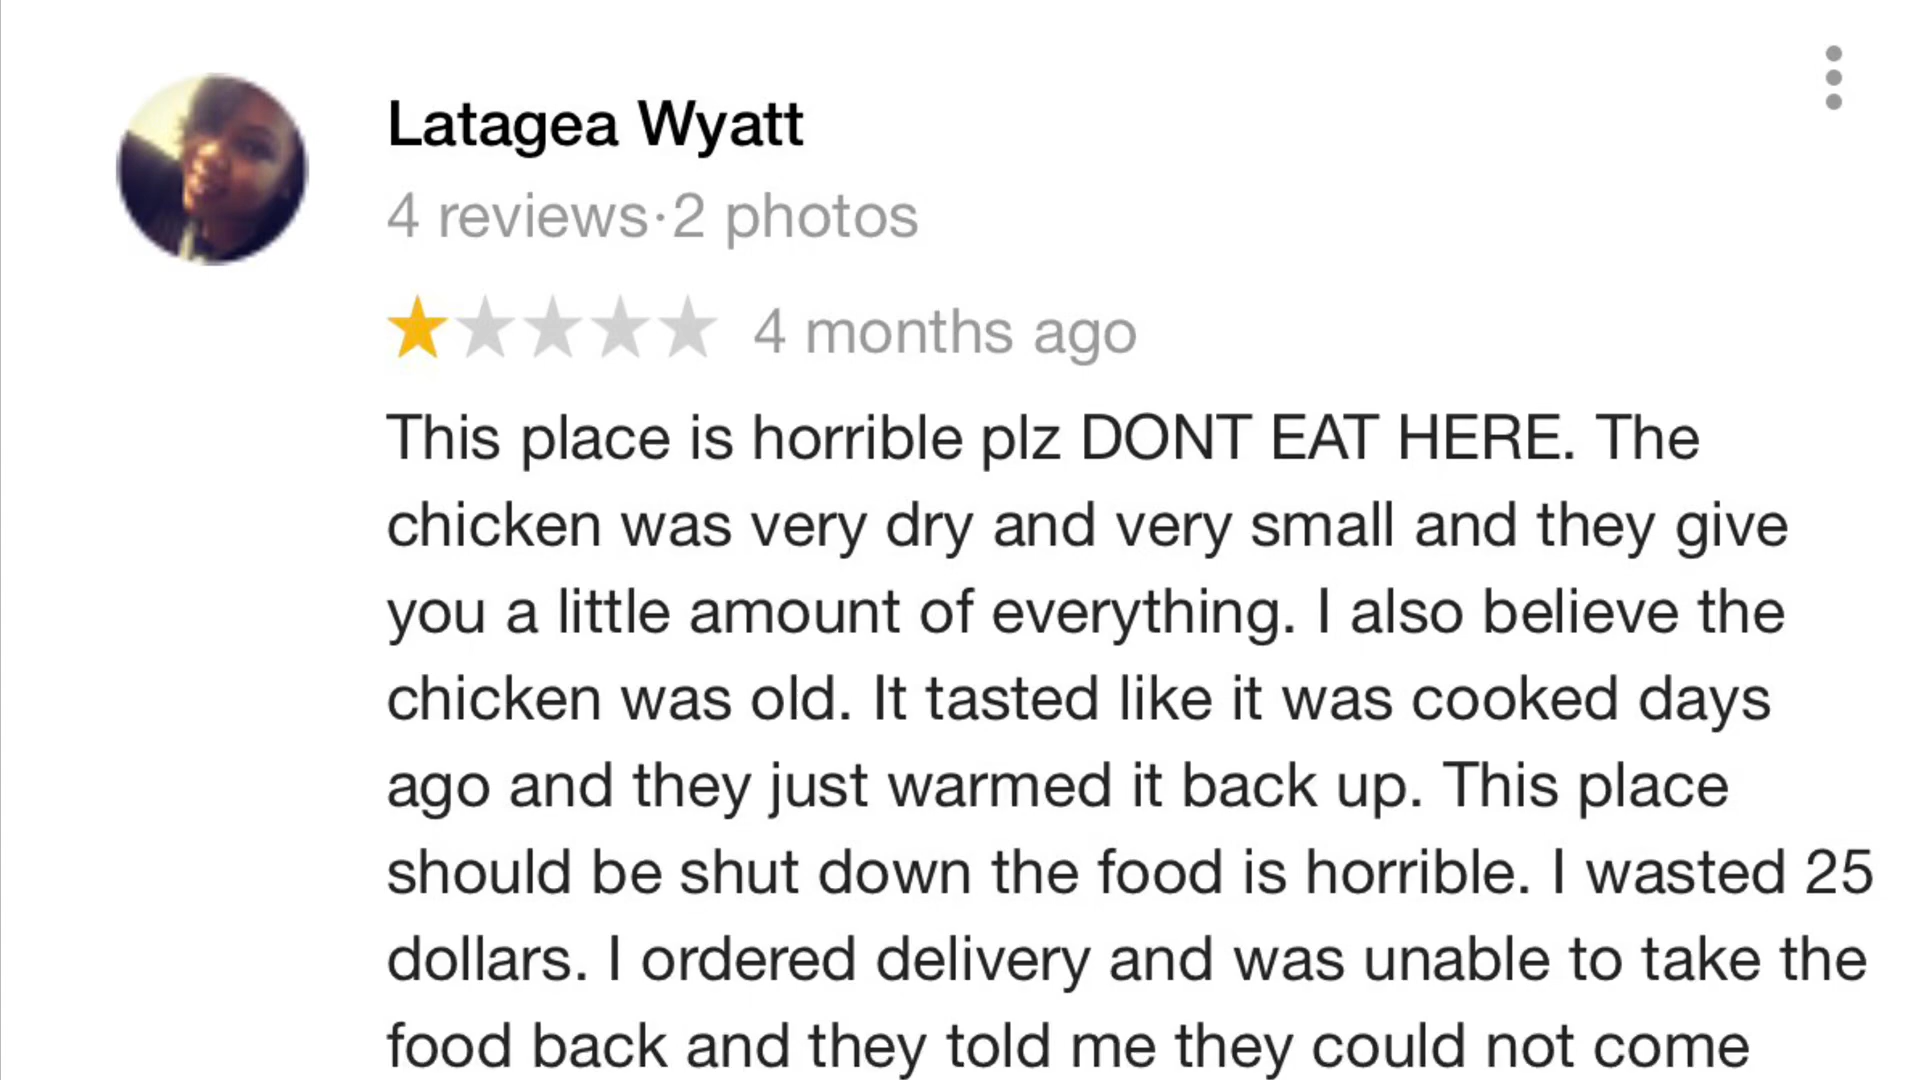 Latagea Wyatt
4 reviews·2 photos
4 months ago
This place is horrible plz DONT EAT HERE. The
chicken was very dry and very small and they give
you a little amount of everything. I also believe the
chicken was old. It tasted like it was cooked days
ago and they just warmed it back up. This place
should be shut down the food is horrible. I wasted 25
dollars. I ordered delivery and was unable to take the
food back and they told me they could not come